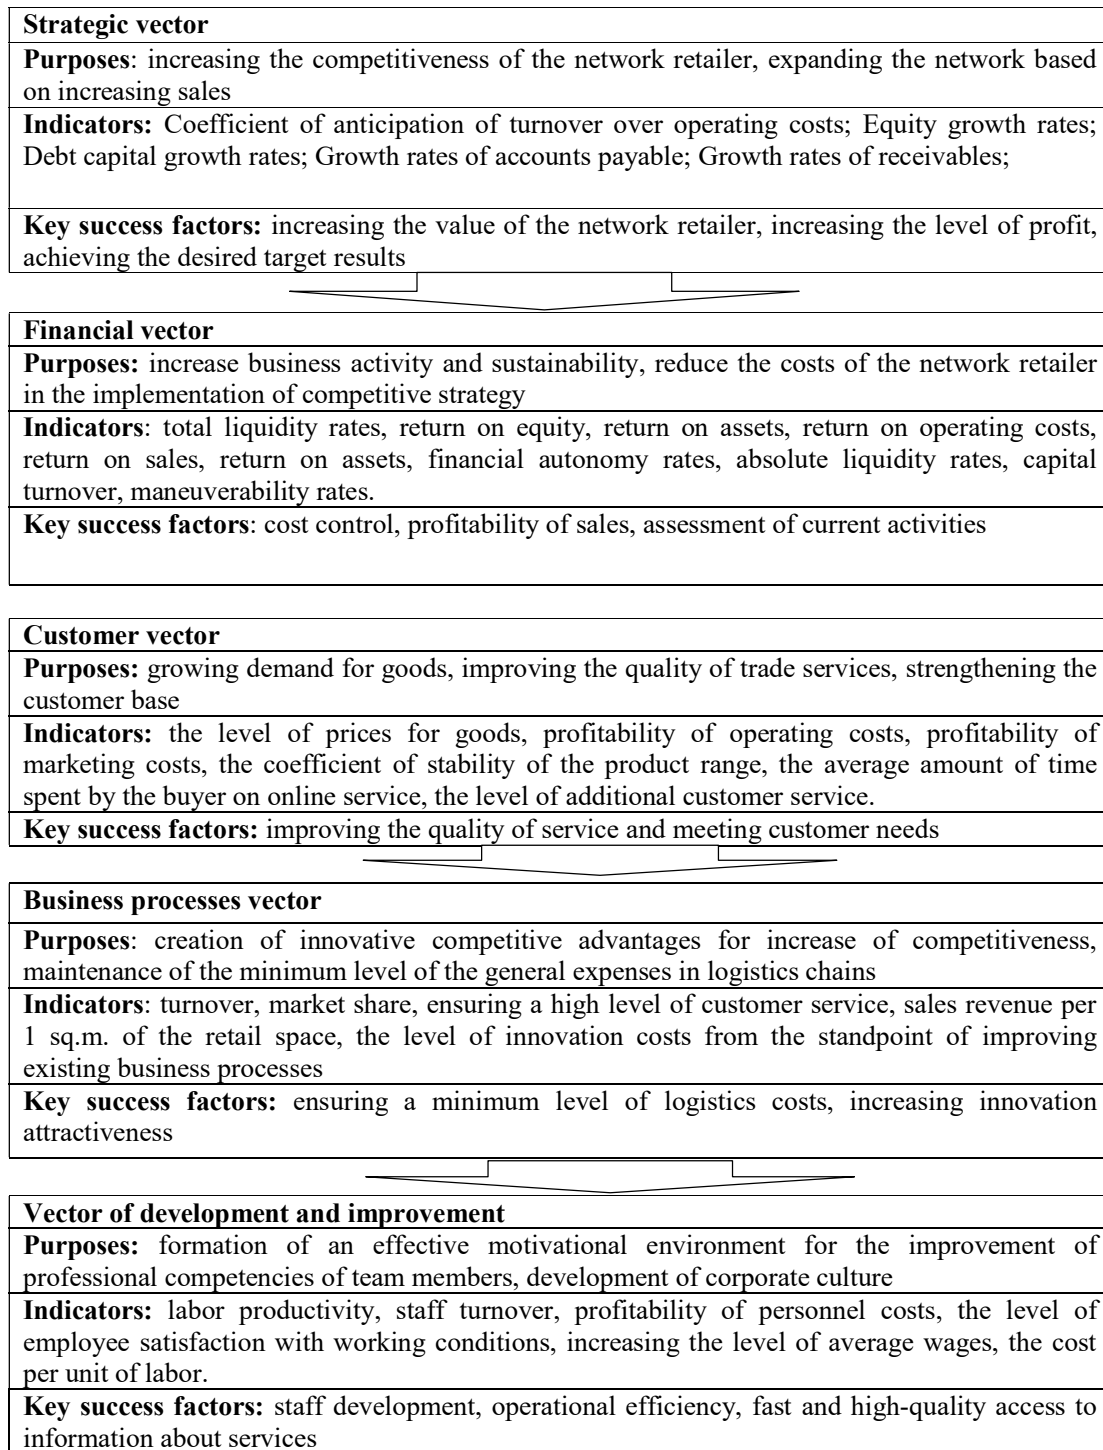 Strategic vector
Purposes: increasing the competitiveness of the network retailer, expanding the network based
on increasing sales
Indicators: Coefficient of anticipation of turnover over operating costs; Equity growth rates;
Debt capital growth rates; Growth rates of accounts payable; Growth rates of receivables;
Key success factors: increasing the value of the network retailer, increasing the level of profit,
achieving the desired target results
Financial vector
Purposes: increase business activity and sustainability, reduce the costs of the network retailer
in the implementation of competitive strategy
Indicators: total liquidity rates, return on equity, return on assets, return on operating costs,
return on sales, return on assets, financial autonomy rates, absolute liquidity rates, capital
turnover, maneuverability rates.
Key success factors: cost control, profitability of sales, assessment of current activities
Customer vector
Purposes: growing demand for goods, improving the quality of trade services, strengthening the
customer base
Indicators: the level of prices for goods, profitability of operating costs, profitability of
marketing costs, the coefficient of stability of the product range, the average amount of time
spent by the buyer on online service, the level of additional customer service.
Key success factors: improving the quality of service and meeting customer needs
Business processes vector
Purposes: creation of innovative competitive advantages for increase of competitiveness,
maintenance of the minimum level of the general expenses in logistics chains
Indicators: turnover, market share, ensuring a high level of customer service, sales revenue per
1 sq.m. of the retail space, the level of innovation costs from the standpoint of improving
existing business processes
Key success factors: ensuring a minimum level of logistics costs, increasing innovation
attractiveness
Vector of development and improvement
Purposes: formation of an effective motivational environment for the improvement of
professional competencies of team members, development of corporate culture
Indicators: labor productivity, staff turnover, profitability of personnel costs, the level of
employee satisfaction with working conditions, increasing the level of average wages, the cost
per unit of labor.
Key success factors: staff development, operational efficiency, fast and high-quality access to
information about services